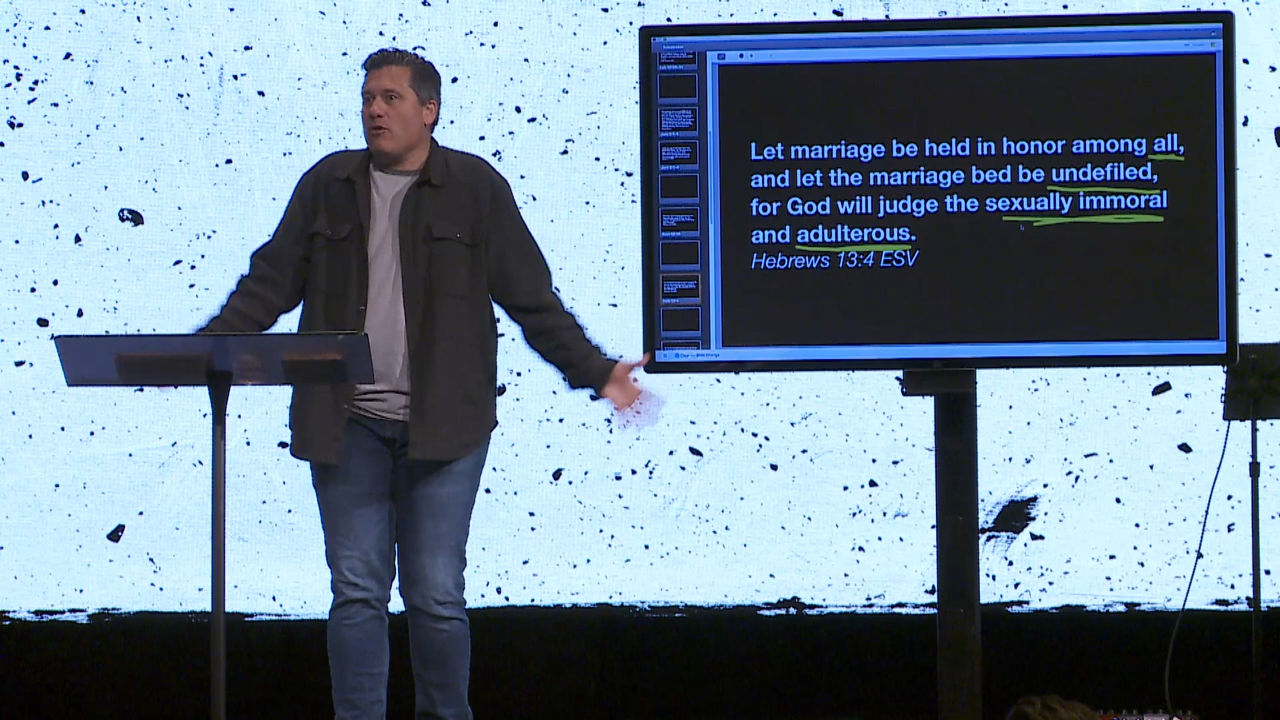 Let marriage be held in honor among all,
and let the marriage bed be undefiled,
for God will judge the sexually immoral
and adulterous.
Hebrews 13:4 ESV